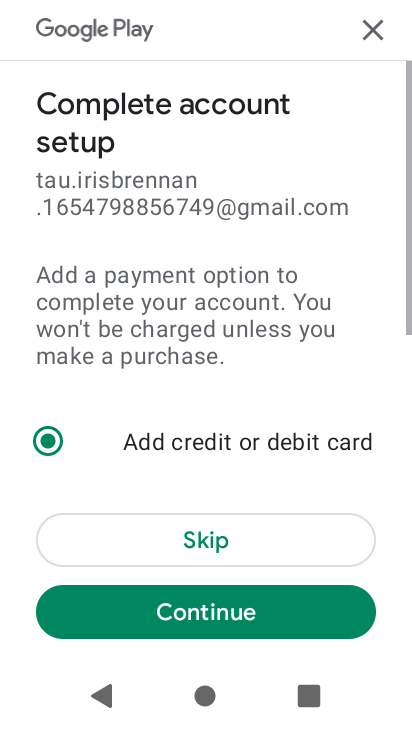 Google Play
Complete account
setup
tau.irisbrennan
.1654798856749@gmail.com
Add a payment option to
complete your account. You
won't be charged unless you
make a purchase.
Add credit or debit card
Skip
Continue